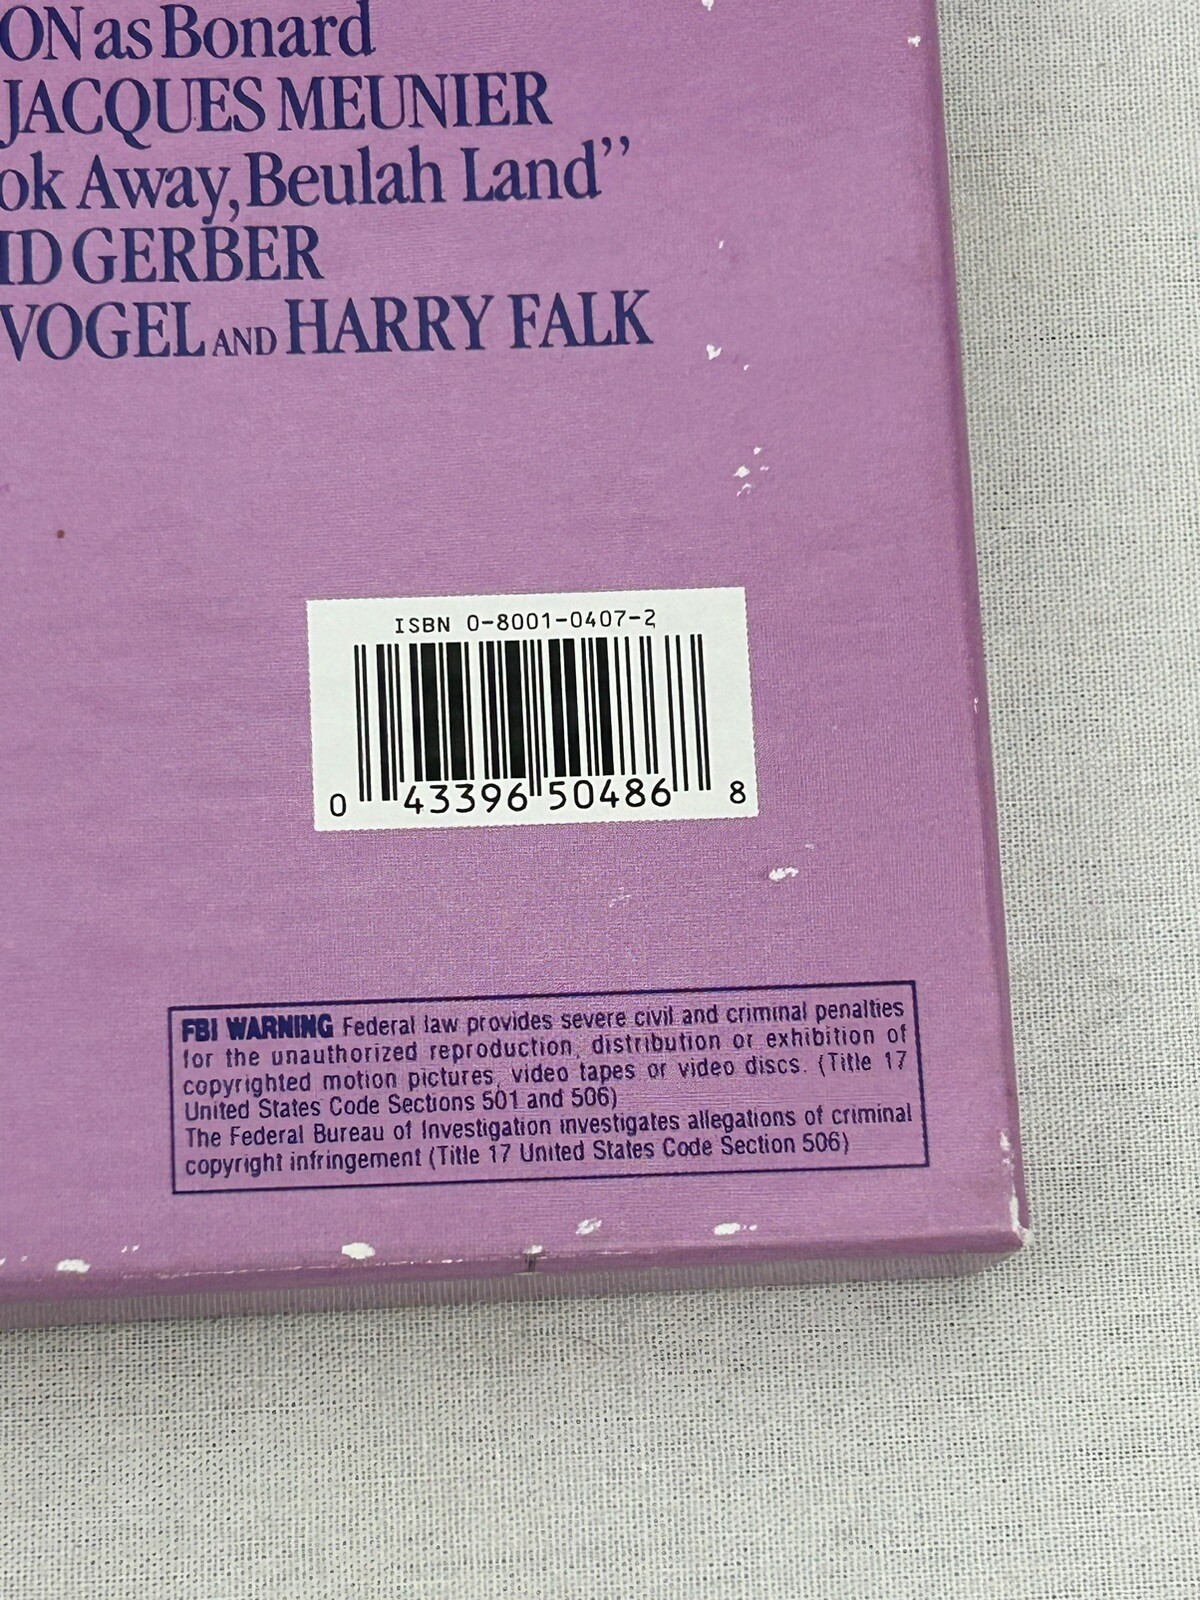 ON as Bonard
JACQUES MEUNIER
ok Away, Beulah Land”
ID GERBER
VOGEL AND HARRY FALK
ISBN 0-8001-0407-2
0 43396 50486 8
FBI WARNING Federal law provides severe civil and criminal penalties
for the unauthorized reproduction, distribution or exhibition of
copyrighted motion pictures, video tapes or video discs. (Title 17
United States Code Sections 501 and 506)
The Federal Bureau of Investigation investigates allegations of criminal
copyright infringement (Title 17 United States Code Section 506)